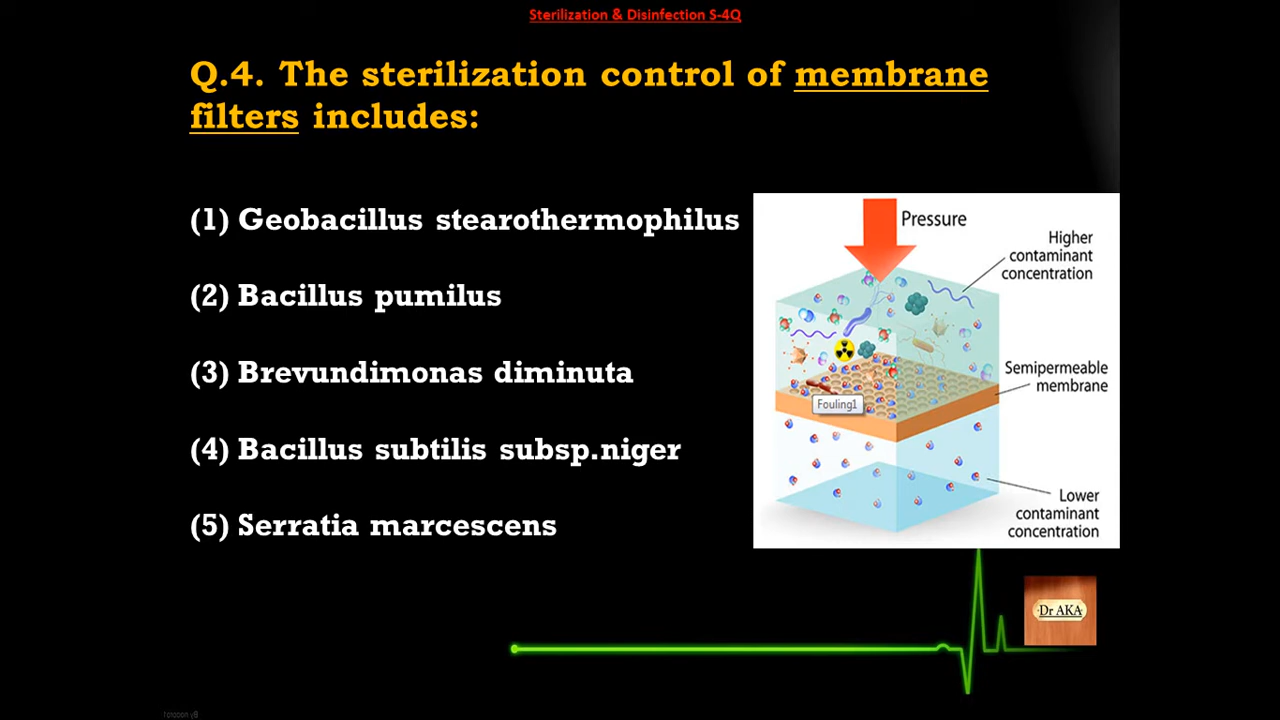 Sterilization & Disinfection S-4Q
Q.4. The sterilization control of membrane
filters includes:
(1) Geobacillus stearothermophilus
(2) Bacillus pumilus
(3) Brevundimonas diminuta
(4) Bacillus subtilis subsp.niger
(5) Serratia marcescens
Pressure
Higher
contaminant
concentration
Semipermeable
membrane
Fouling1
Lower
contaminant
concentration
Dr AKA